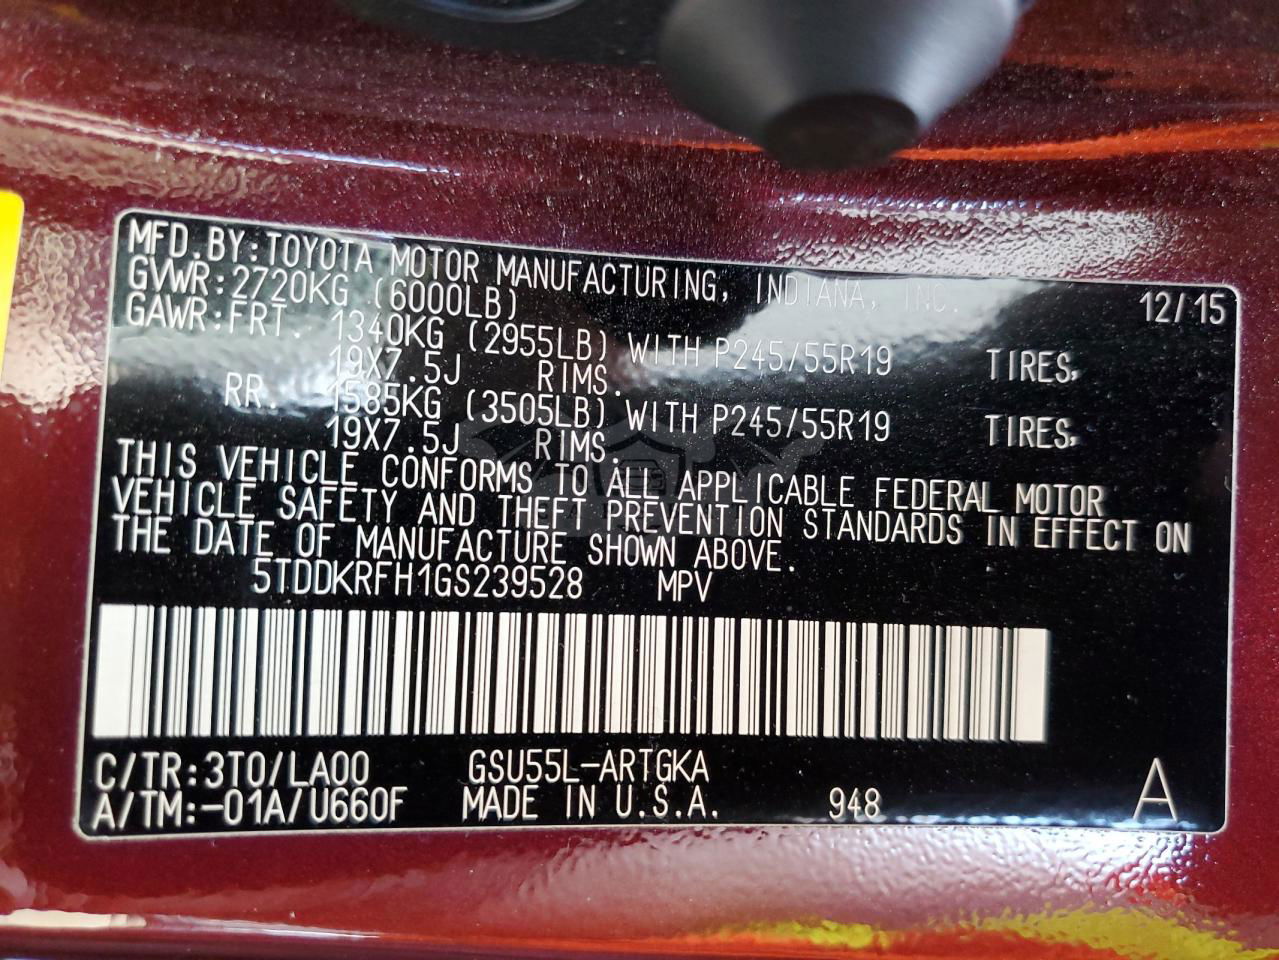 MFD.BY:TOYOTA MOTOR MANUFACTURING, INDIANA, INC. 12/15
GVWR:2720KG (6000LB)
GAWR:FRT. 1340KG (2955LB) WITH P245/55R19 TIRES,
19X7.5J RIMS.
RR. 1585KG (3505LB) WITH P245/55R19 TIRES,
19X7.5J RIMS.
THIS VEHICLE CONFORMS TO ALL APPLICABLE FEDERAL MOTOR
VEHICLE SAFETY AND THEFT PREVENTION STANDARDS IN EFFECT ON
THE DATE OF MANUFACTURE SHOWN ABOVE.
5TDDKRFH1GS239528 MPV
C/TR:3T0/LA00 GSU55L-ARTGKA
A/TM:-01A/U660F MADE IN U.S.A. 948 A